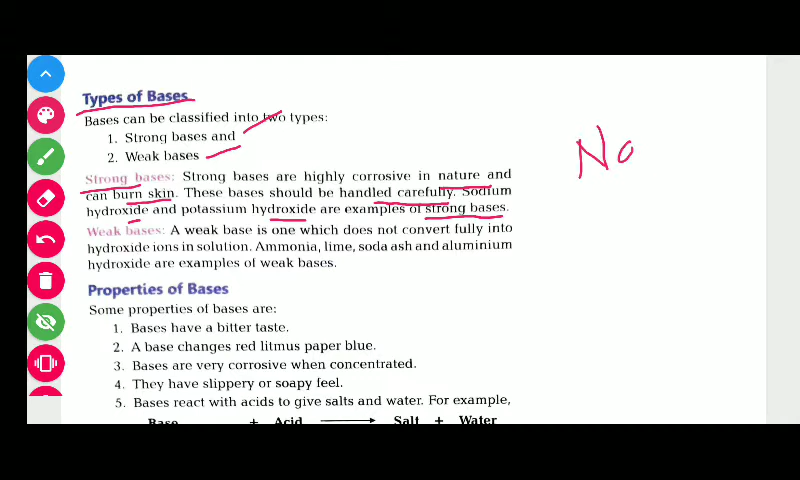 Types of Bases
Bases can be classified into two types:
1. Strong bases and
2. Weak bases
Strong bases: Strong bases are highly corrosive in nature and
can burn skin. These bases should be handled carefully. Sodium
hydroxide and potassium hydroxide are examples of strong bases.
Weak bases: A weak base is one which does not convert fully into
hydroxide ions in solution. Ammonia, lime, soda ash and aluminium
hydroxide are examples of weak bases.
Properties of Bases
Some properties of bases are:
1. Bases have a bitter taste.
2. A base changes red litmus paper blue.
3. Bases are very corrosive when concentrated.
4. They have slippery or soapy feel.
5. Bases react with acids to give salts and water. For example,
Base + Acid → Salt + Water
No